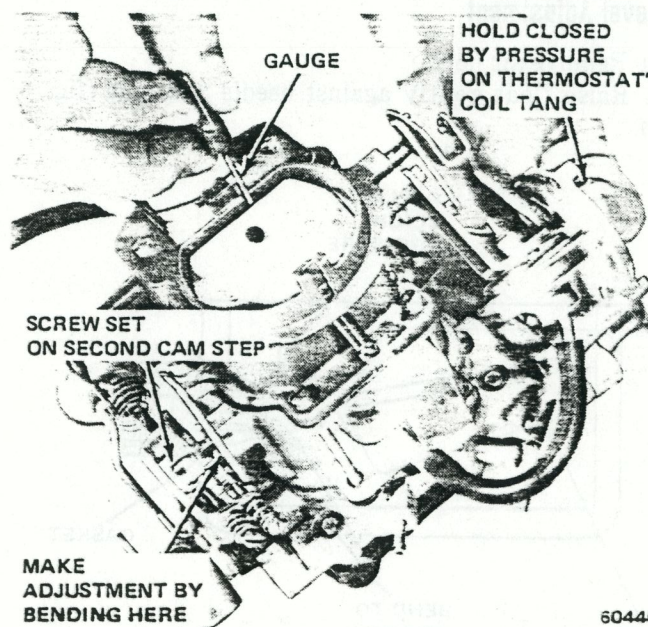 GAUGE
HOLD CLOSED
BY PRESSURE
ON THERMOSTAT
COIL TANG
SCREW SET
ON SECOND CAM STEP
MAKE
ADJUSTMENT BY
BENDING HERE
6044